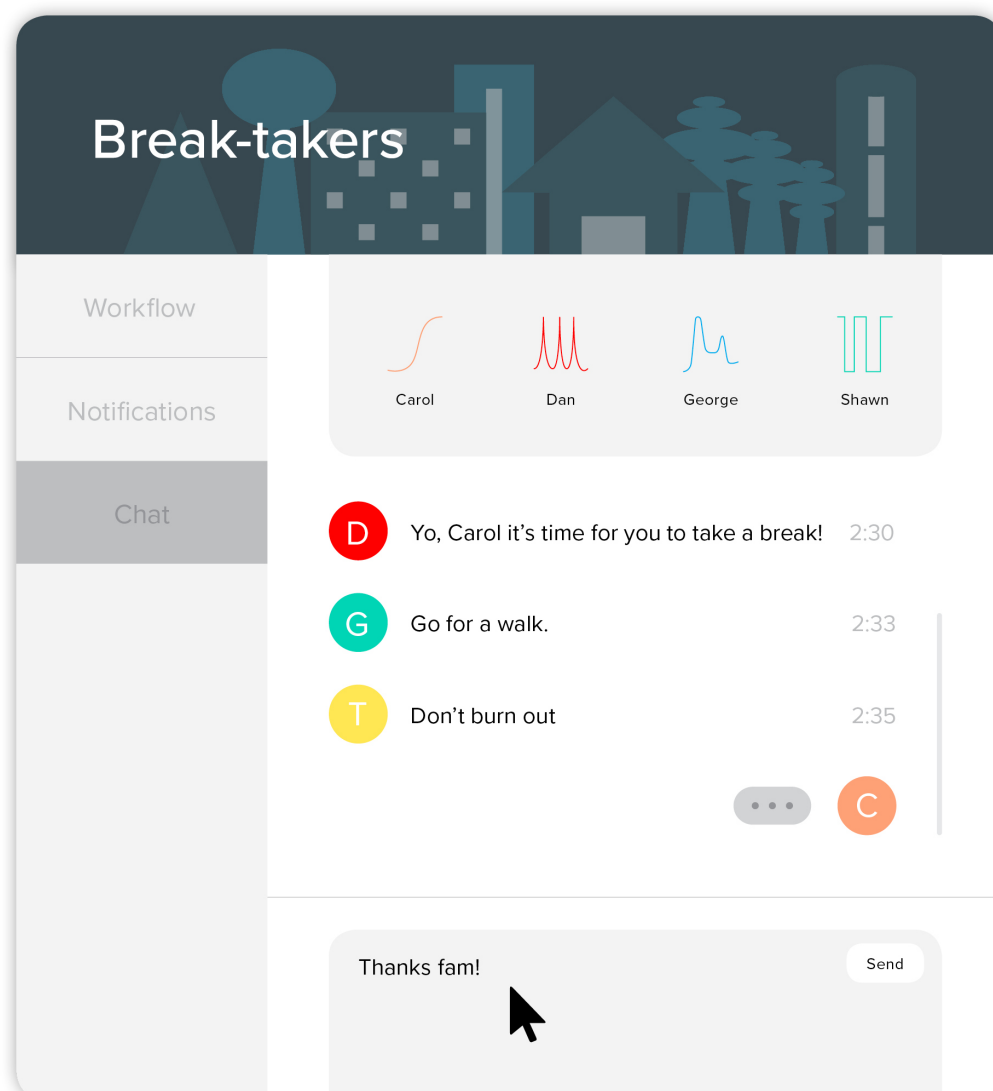 Break-takers
Workflow
Notifications
Chat
Carol
Dan
George
Shawn
D
Yo, Carol it’s time for you to take a break!
2:30
G
Go for a walk.
2:33
T
Don’t burn out
2:35
C
Thanks fam!
Send